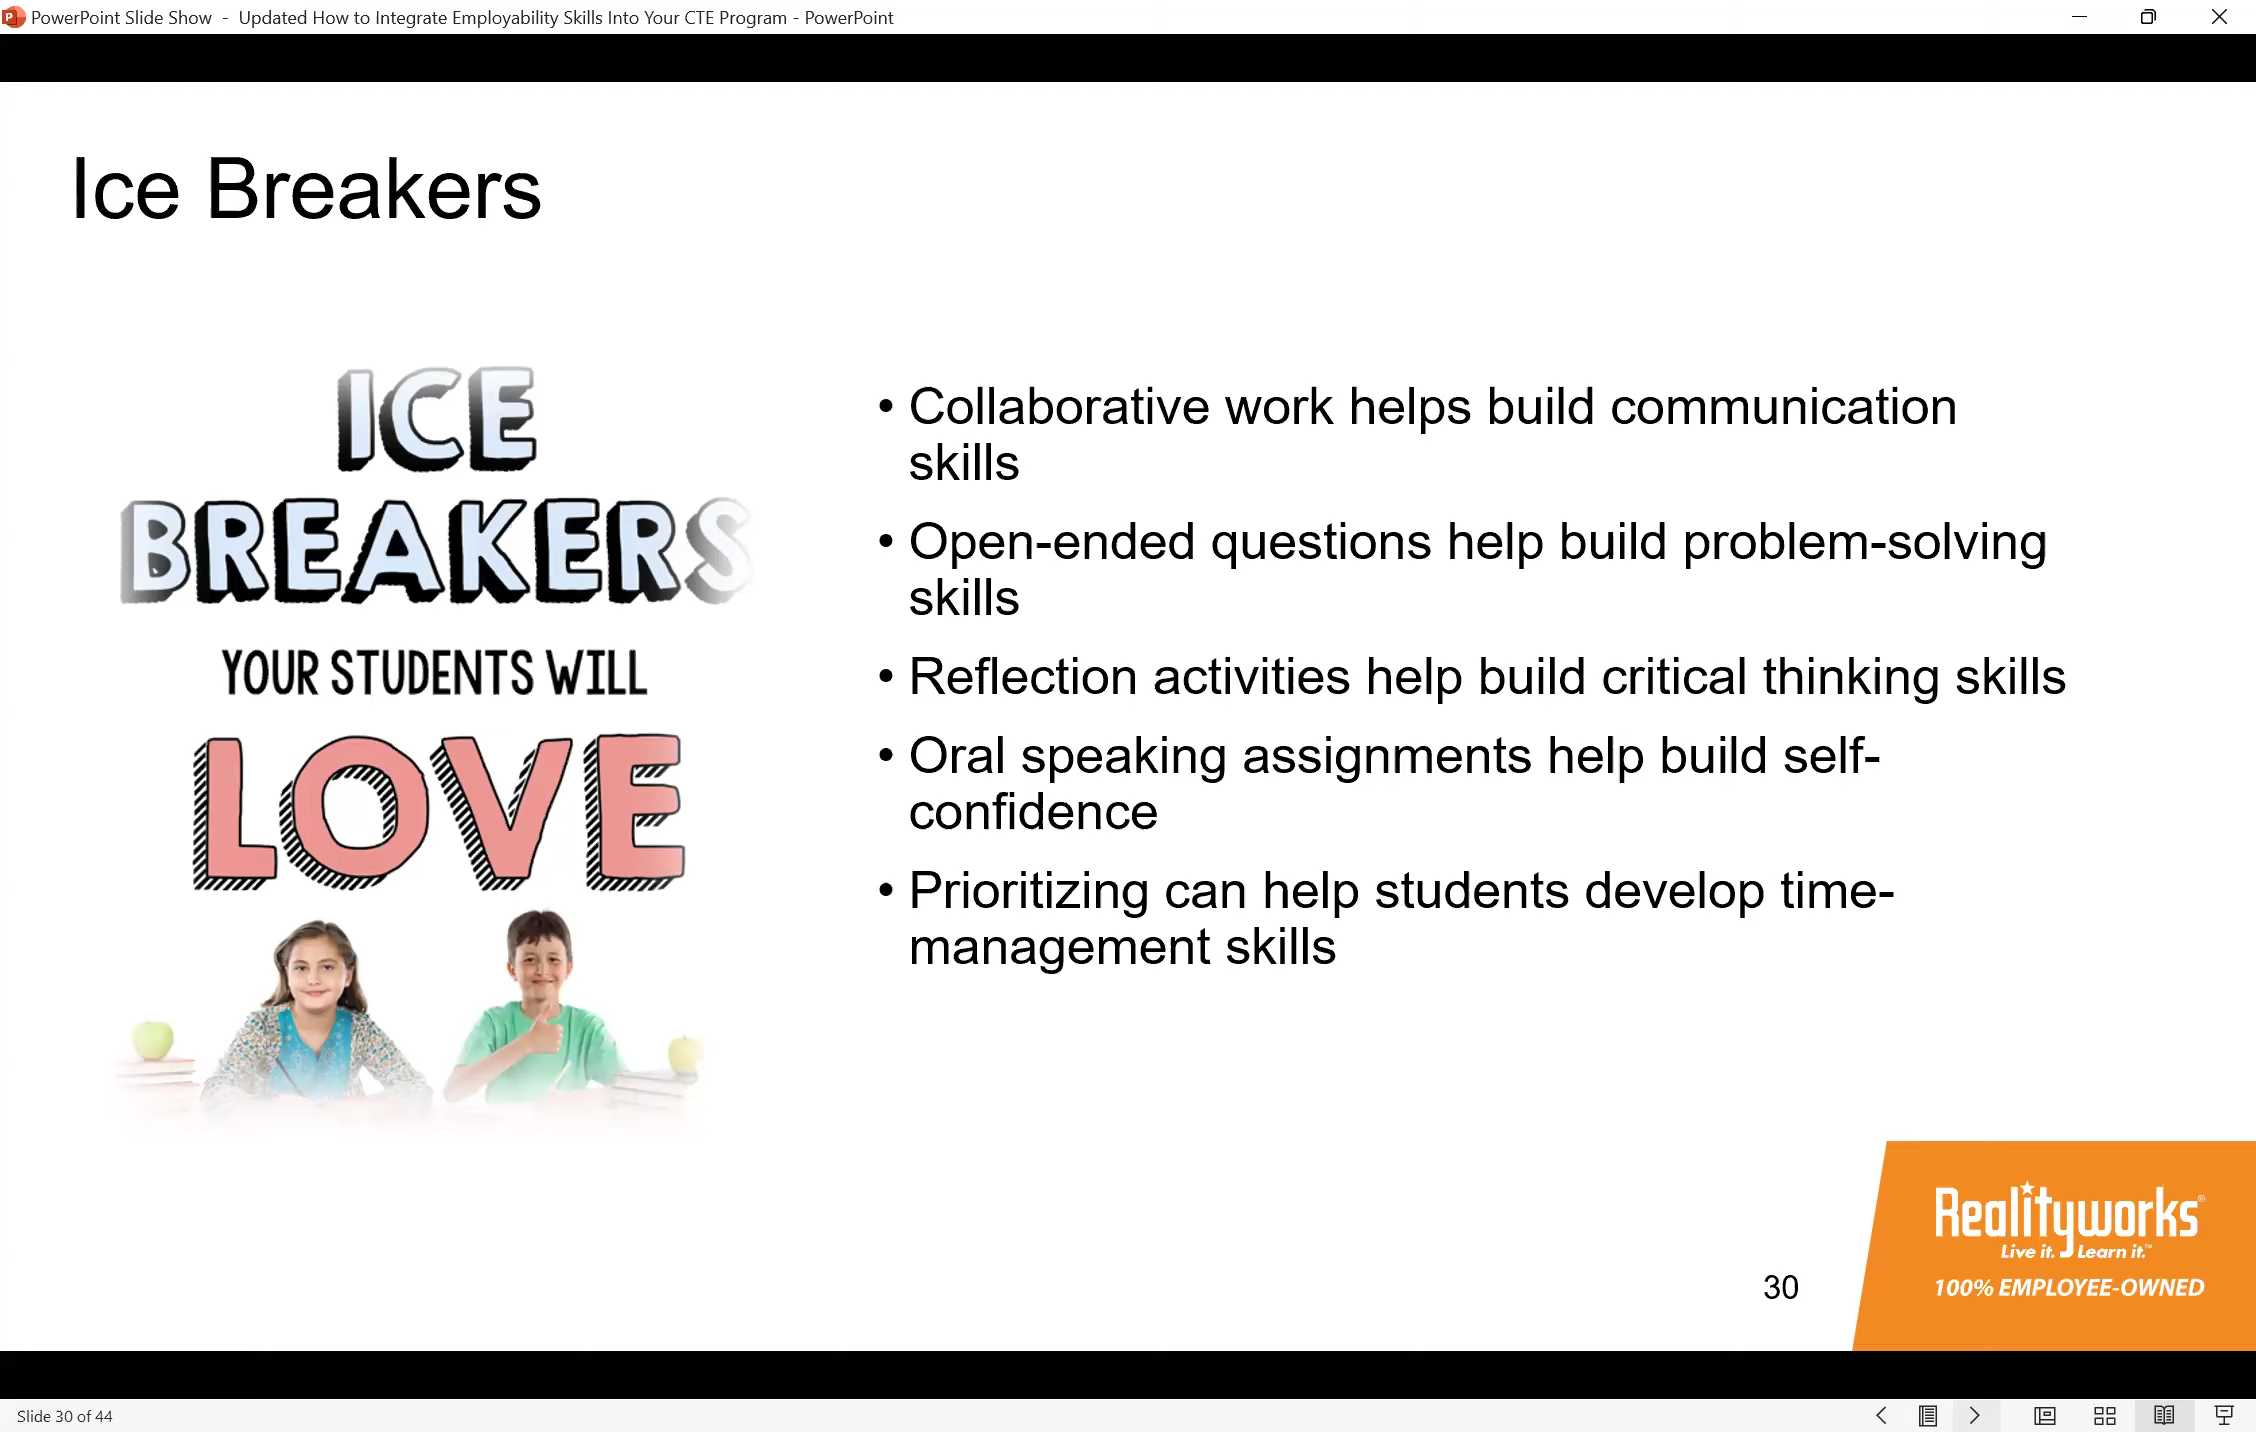 PowerPoint Slide Show - Updated How to Integrate Employability Skills Into Your CTE Program - PowerPoint
Ice Breakers
ICE
BREAKERS
YOUR STUDENTS WILL
LOVE
• Collaborative work helps build communication
skills
• Open-ended questions help build problem-solving
skills
• Reflection activities help build critical thinking skills
• Oral speaking assignments help build self-
confidence
• Prioritizing can help students develop time-
management skills
Realityworks®
Live it. Learn it.™
100% EMPLOYEE-OWNED
30
Slide 30 of 44